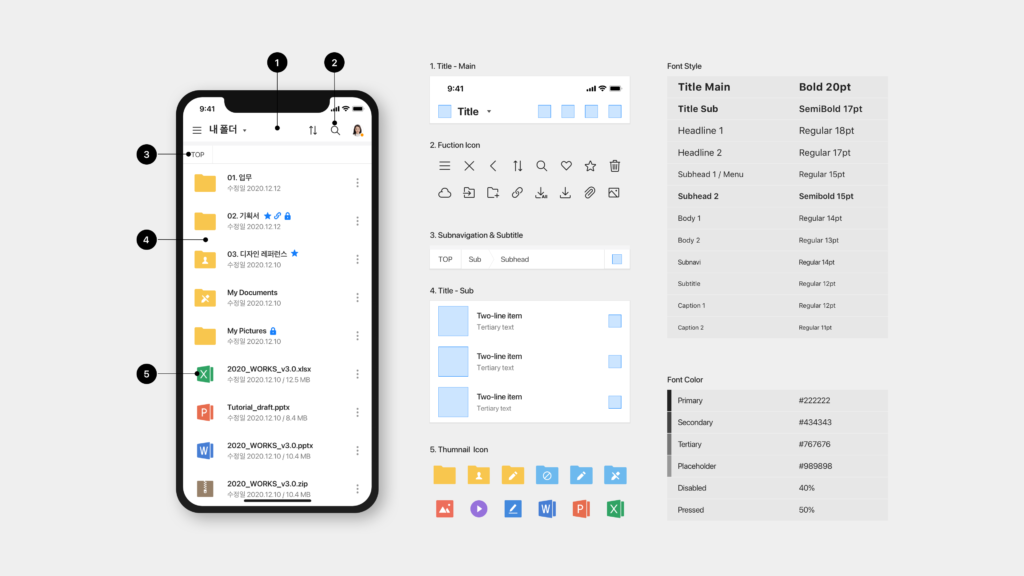 1
2
3
4
5
9:41
내 폴더
TOP
01. 업무
수정일 2020.12.12
02. 기획서
수정일 2020.12.12
03. 디자인 레퍼런스
수정일 2020.12.10
My Documents
수정일 2020.12.10
My Pictures
수정일 2020.12.10
2020_WORKS_v3.0.xlsx
수정일 2020.12.10 / 12.5 MB
Tutorial_draft.pptx
수정일 2020.12.10 / 8.4 MB
2020_WORKS_v3.0.pptx
수정일 2020.12.10 / 10.4 MB
2020_WORKS_v3.0.zip
수정일 2020.12.10 / 10.4 MB
1. Title - Main
9:41
Title
2. Fuction Icon
3. Subnavigation & Subtitle
TOP Sub Subhead
4. Title - Sub
Two-line item
Tertiary text
Two-line item
Tertiary text
Two-line item
Tertiary text
5. Thumnail Icon
W P X
Font Style
Title Main Bold 20pt
Title Sub SemiBold 17pt
Headline 1 Regular 18pt
Headline 2 Regular 17pt
Subhead 1 / Menu Regular 15pt
Subhead 2 Semibold 15pt
Body 1 Regular 14pt
Body 2 Regular 13pt
Subnavi Regular 14pt
Subtitle Regular 12pt
Caption 1 Regular 12pt
Caption 2 Regular 11pt
Font Color
Primary #222222
Secondary #434343
Tertiary #767676
Placeholder #989898
Disabled 40%
Pressed 50%